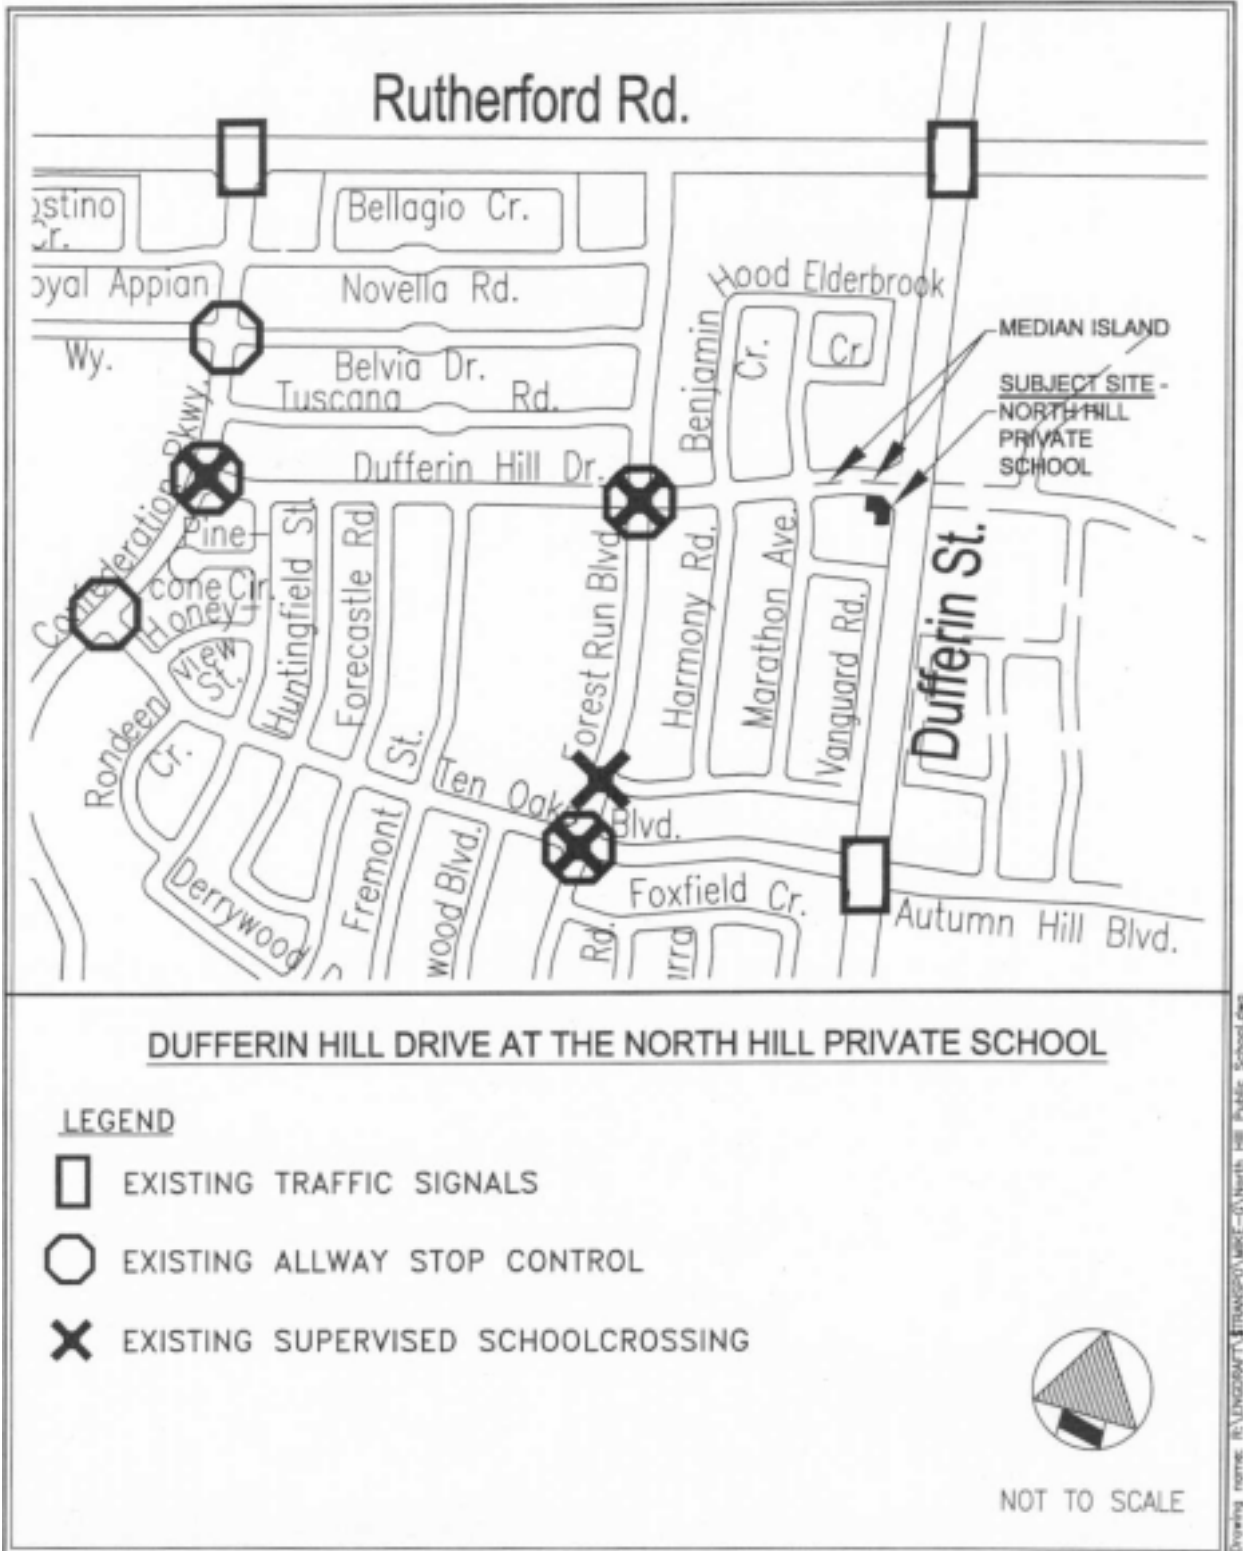 Rutherford Rd.
ostino
Cr.
Bellagio Cr.
oyal Appian
Wy.
Novella Rd.
Hood Elderbrook
Cr.
Cr.
Benjamin
MEDIAN ISLAND
Belvia Dr.
Tuscana Rd.
SUBJECT SITE -
NORTH HILL
PRIVATE
SCHOOL
Confederation Pkwy.
Dufferin Hill Dr.
Pine-
cone Cir.
Honey-
view
St.
Huntingfield St.
Forecastle Rd
Forest Run Blvd.
Harmony Rd.
Marathon Ave.
Vanguard Rd.
Dufferin St.
Rondeen
Cr.
Ten Oaks Blvd.
Derrywood
Fremont
St.
wood Blvd.
Foxfield Cr.
Rd.
urra
Autumn Hill Blvd.
DUFFERIN HILL DRIVE AT THE NORTH HILL PRIVATE SCHOOL
LEGEND
EXISTING TRAFFIC SIGNALS
EXISTING ALLWAY STOP CONTROL
EXISTING SUPERVISED SCHOOLCROSSING
NOT TO SCALE